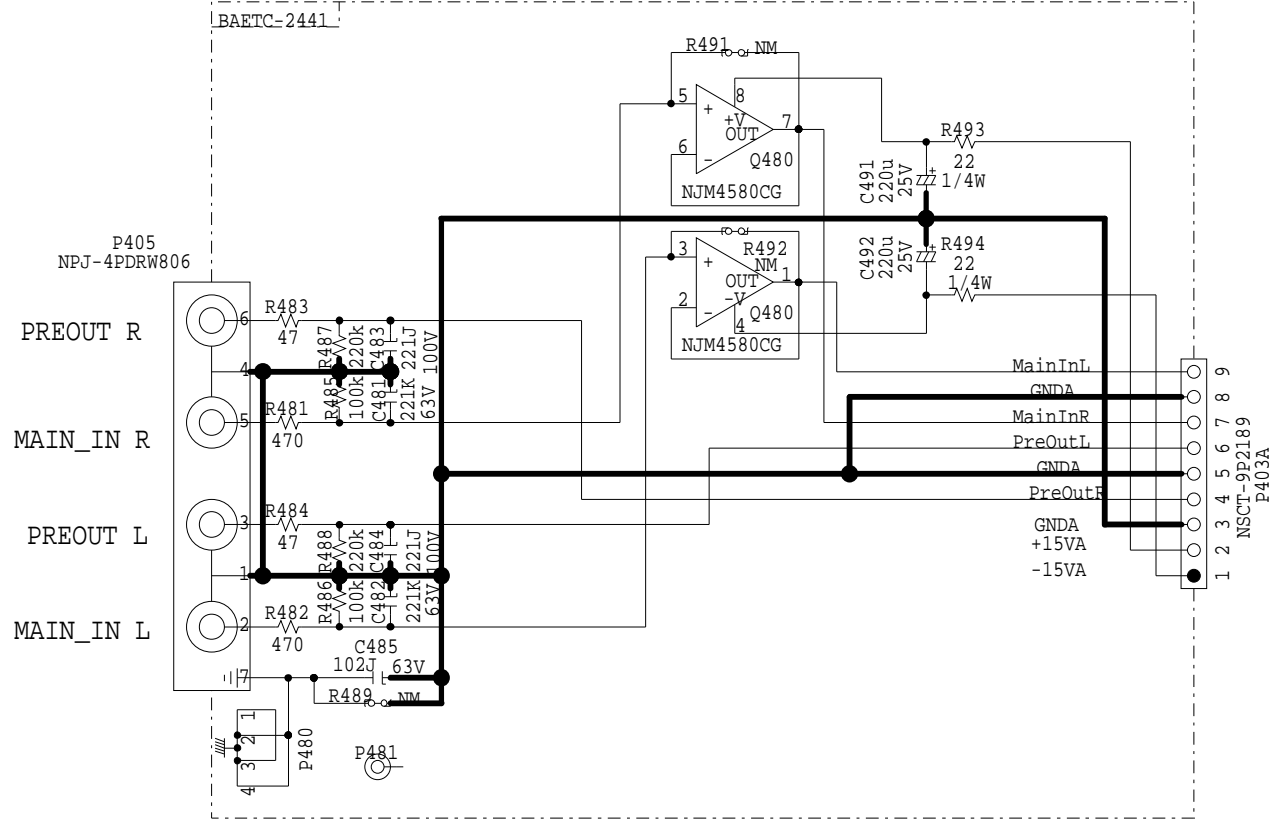 BAETC-2441
R491
NM
5
+
8
+V
OUT
7
6
-
Q480
NJM4580CG
R493
22
1/4W
C491
220u
25V
+
P405
NPJ-4PDRW806
3
+
R492
NM
OUT
1
-V
2
-
4
Q480
NJM4580CG
C492
220u
25V
+
R494
22
1/4W
PREOUT R
6
R483
47
R487
220k
C483
221J
100V
4
R485
100k
C481
221K
63V
MAIN_IN R
5
R481
470
PREOUT L
3
R484
47
R488
220k
C484
221J
100V
1
R486
100k
C482
221K
63V
MAIN_IN L
2
R482
470
C485
102J
63V
7
R489
NM
1
2
3
4
P480
P481
MainInL
9
GNDA
8
MainInR
7
PreOutL
6
GNDA
5
PreOutR
4
GNDA
3
+15VA
2
-15VA
1
NSCT-9P2189
P403A